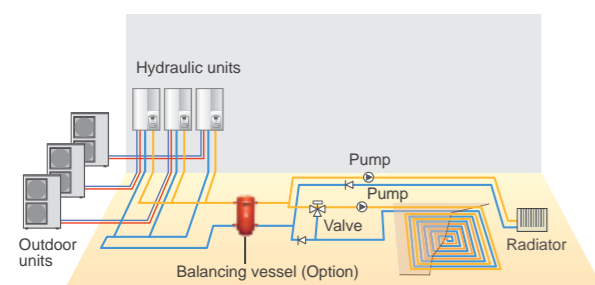 Hydraulic units
Pump
Pump
Valve
Outdoor
units
Radiator
Balancing vessel (Option)